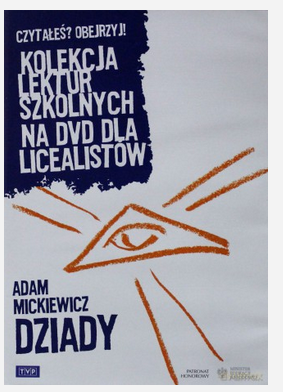 CZYTAŁEŚ? OBEJRZYJ!
KOLEKCJA
LEKTUR
SZKOLNYCH
NA DVD DLA
LICEALISTÓW
ADAM
MICKIEWICZ
DZIADY
TVP
PATRONAT
HONOROWY